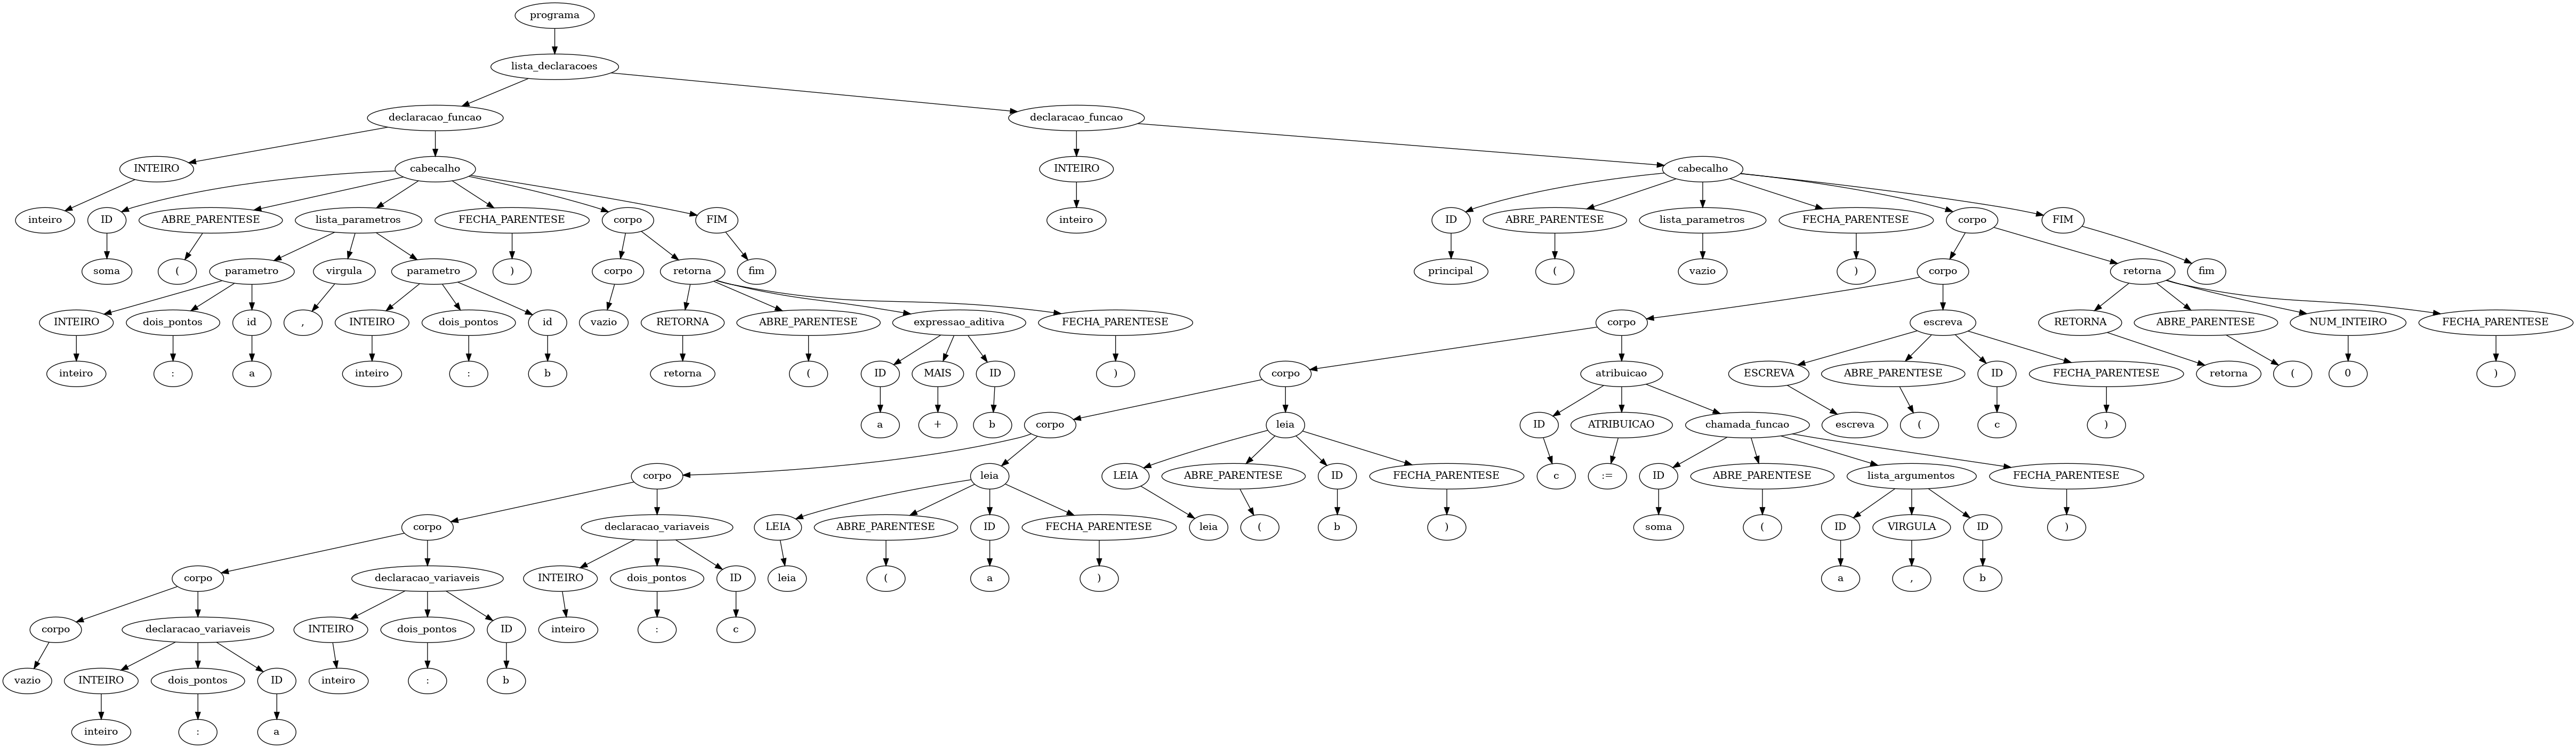 programa
lista_declaracoes
declaracao_funcao declaracao_funcao
INTEIRO cabecalho INTEIRO cabecalho
inteiro ID ABRE_PARENTESE lista_parametros FECHA_PARENTESE corpo FIM inteiro ID ABRE_PARENTESE lista_parametros FECHA_PARENTESE corpo FIM
soma ( parametro virgula parametro ) corpo retorna fim principal ( vazio ) corpo retorna fim
INTEIRO dois_pontos id , INTEIRO dois_pontos id vazio RETORNA ABRE_PARENTESE expressao_aditiva FECHA_PARENTESE corpo escreva RETORNA ABRE_PARENTESE NUM_INTEIRO FECHA_PARENTESE
inteiro : a inteiro : b retorna ( ID MAIS ID ) corpo atribuicao ESCREVA ABRE_PARENTESE ID FECHA_PARENTESE retorna ( 0 )
a + b corpo leia ID ATRIBUICAO chamada_funcao escreva ( c )
corpo leia LEIA ABRE_PARENTESE ID FECHA_PARENTESE c := ID ABRE_PARENTESE lista_argumentos FECHA_PARENTESE
corpo declaracao_variaveis LEIA ABRE_PARENTESE ID FECHA_PARENTESE leia ( b ) soma ( ID VIRGULA ID )
corpo declaracao_variaveis INTEIRO dois_pontos ID leia ( a ) a , b
corpo declaracao_variaveis INTEIRO dois_pontos ID inteiro : c
vazio INTEIRO dois_pontos ID inteiro : b
inteiro : a